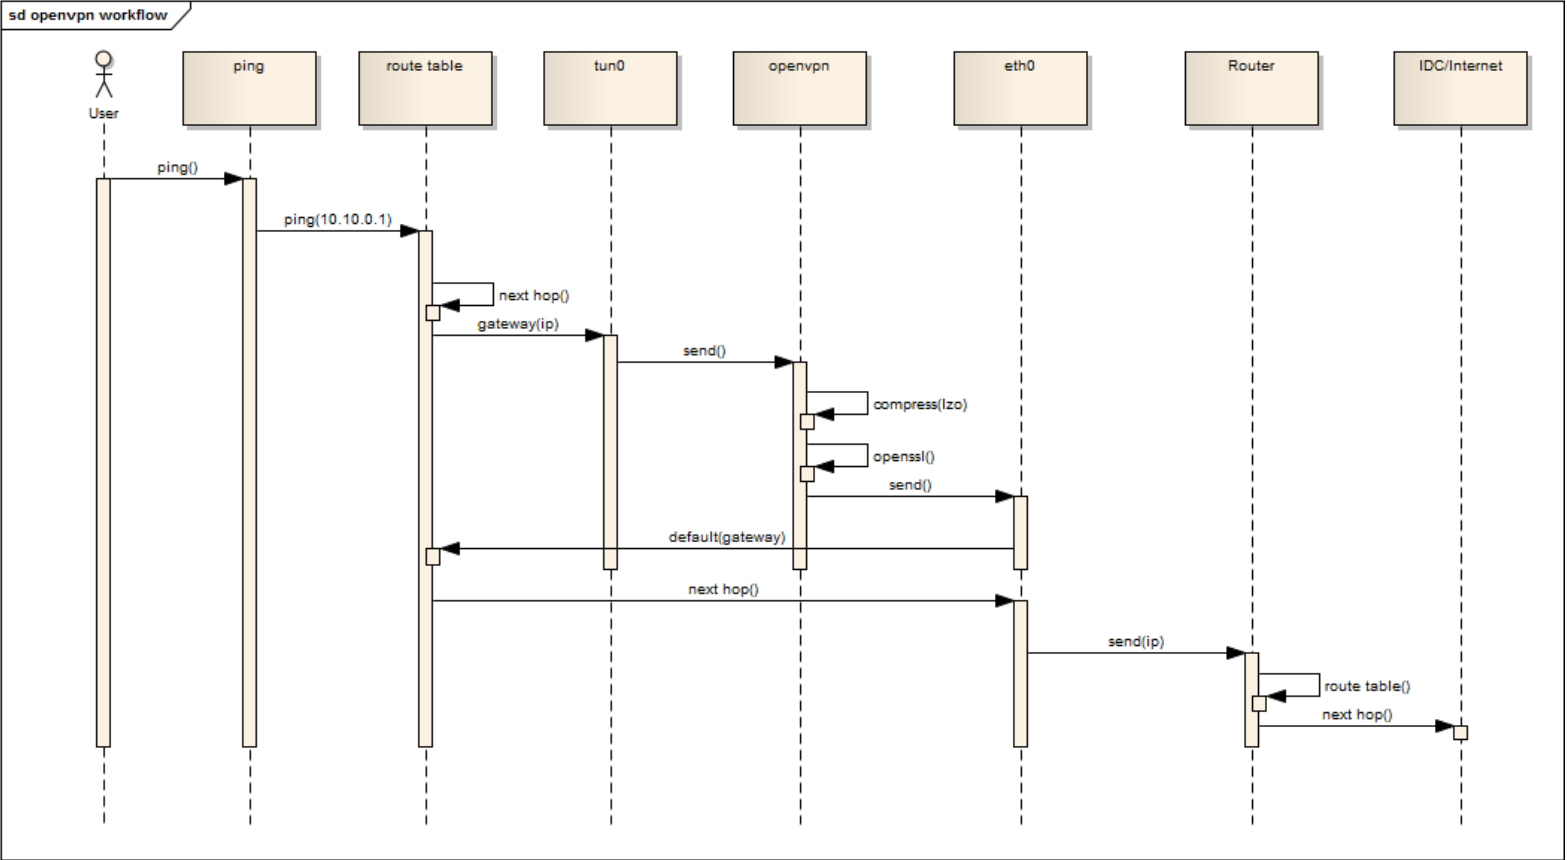 sd openvpn workflow
User
ping
route table
tun0
openvpn
eth0
Router
IDC/Internet
ping()
ping(10.10.0.1)
next hop()
gateway(ip)
send()
compress(lzo)
openssl()
send()
default(gateway)
next hop()
send(ip)
route table()
next hop()